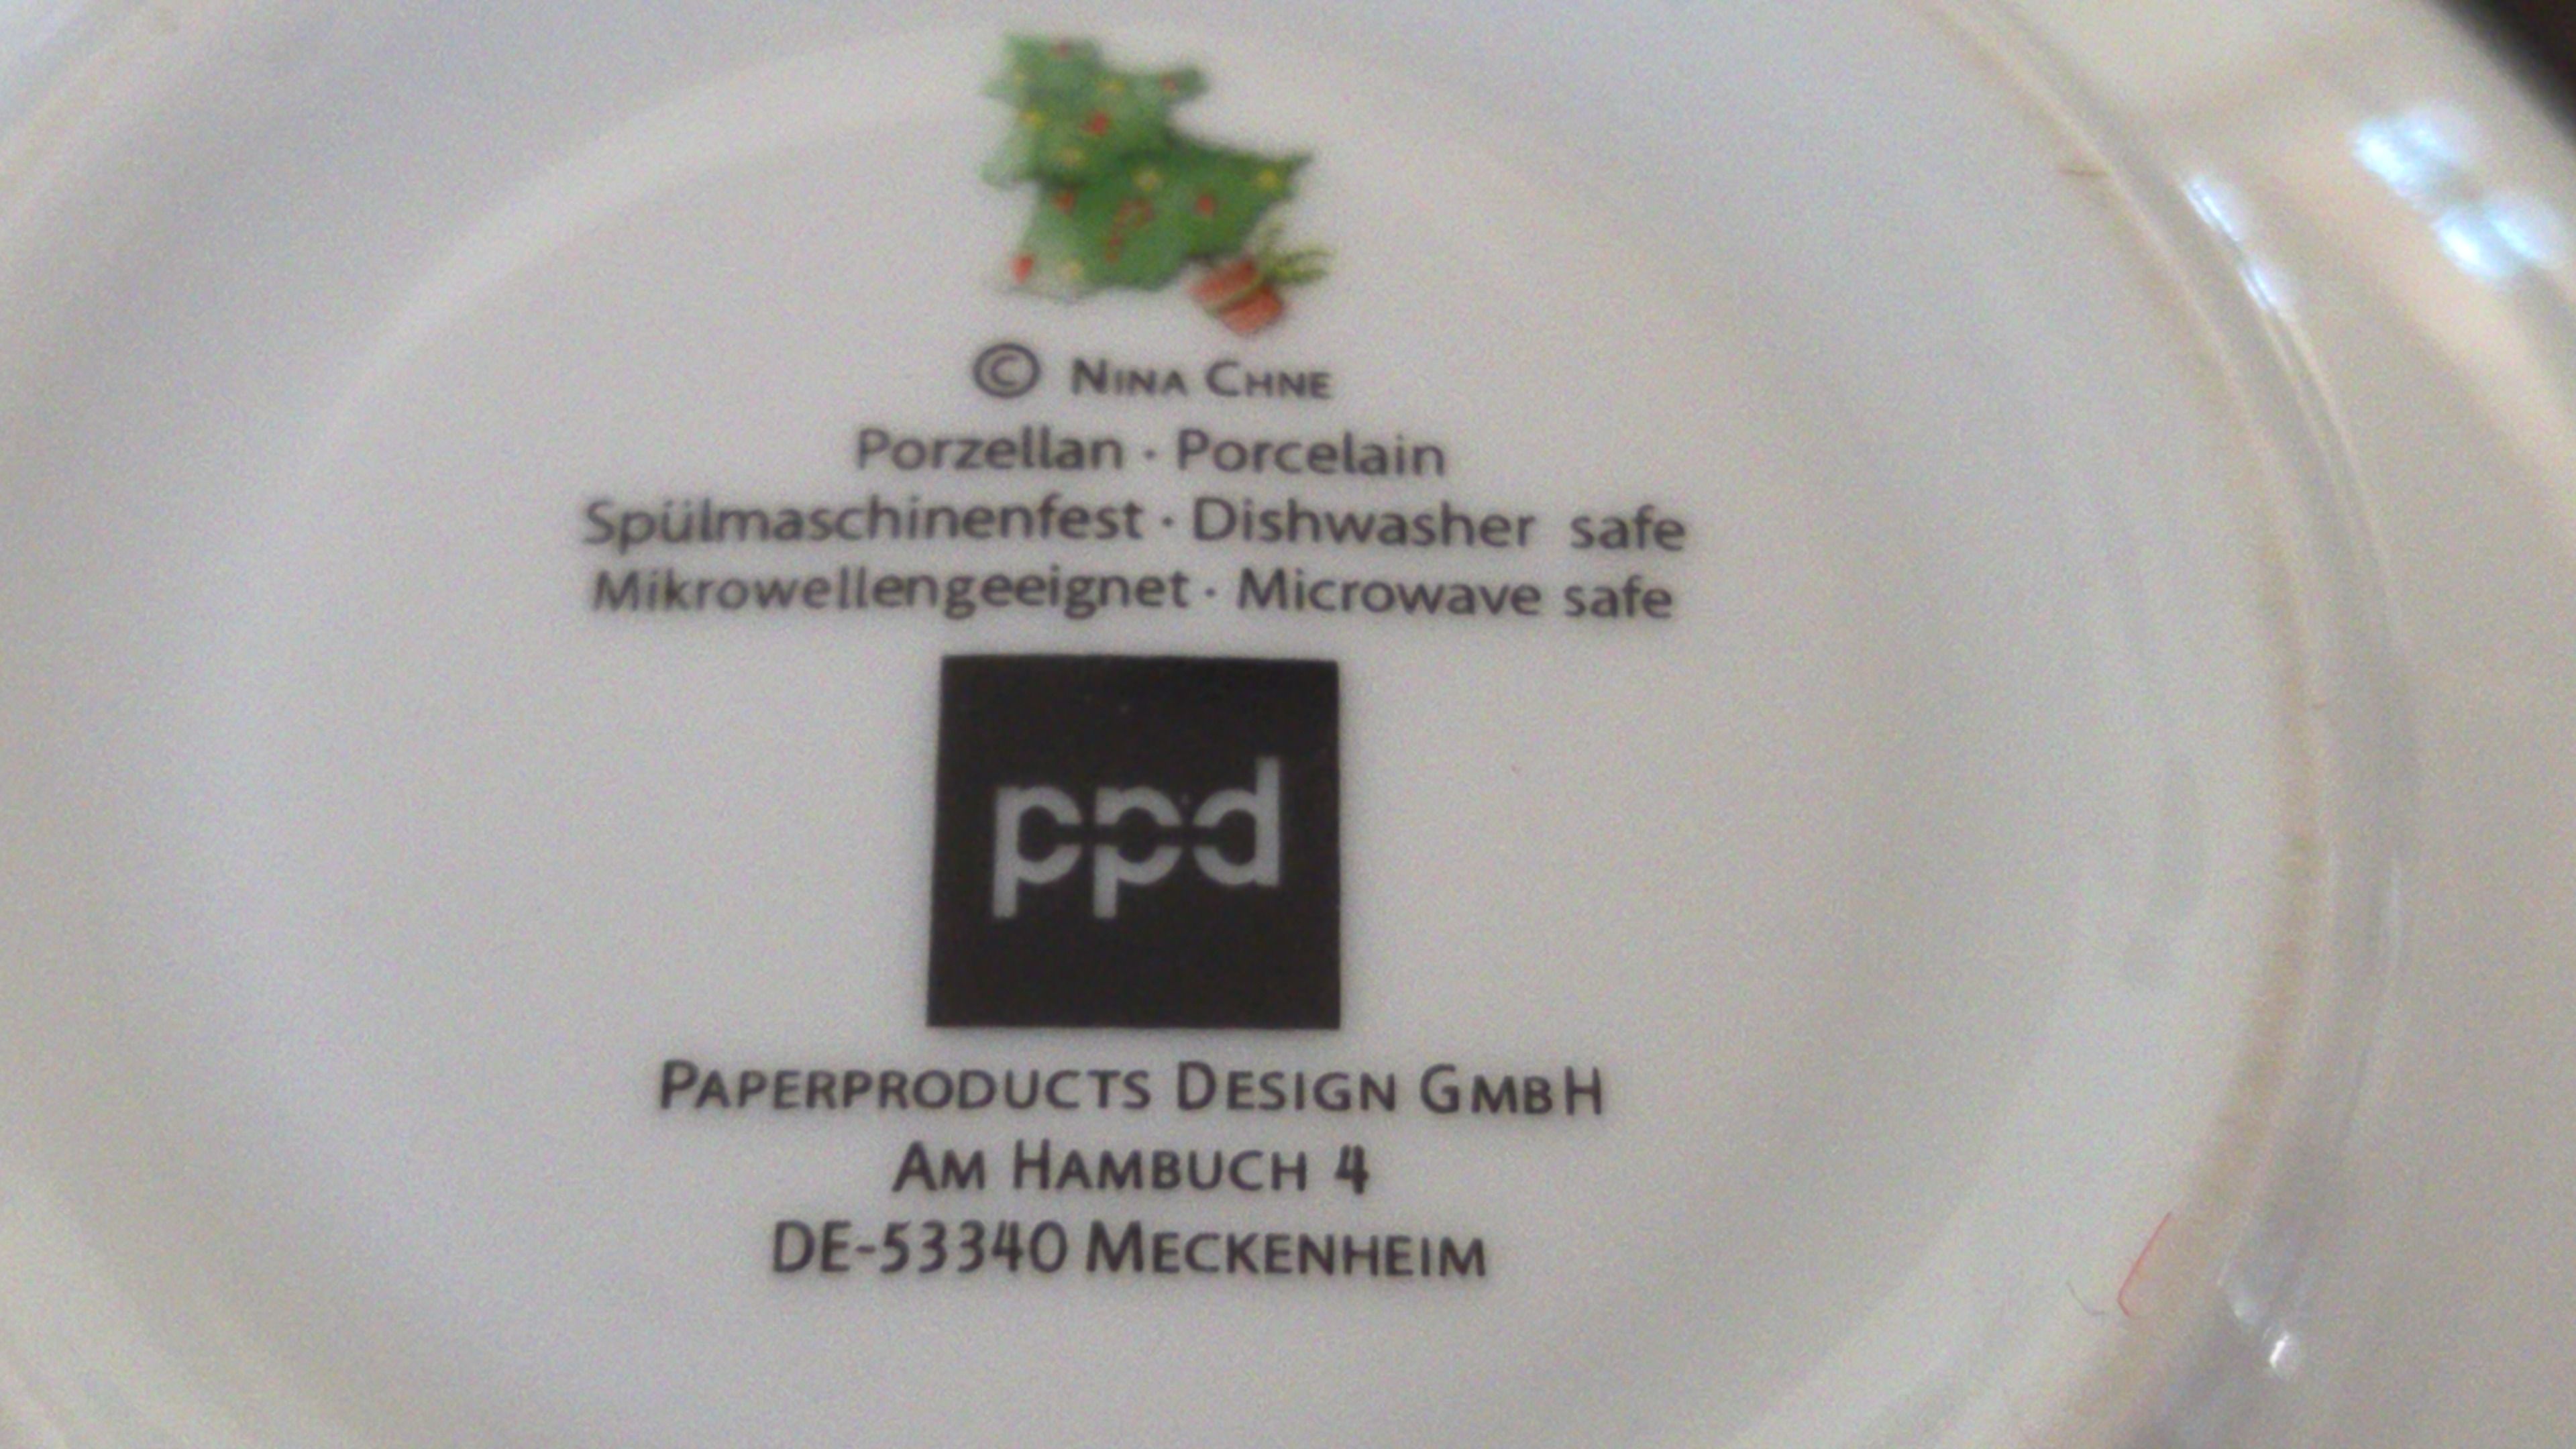 © NINA CHNE
Porzellan · Porcelain
Spülmaschinenfest · Dishwasher safe
Mikrowellengeeignet · Microwave safe
ppd
PAPERPRODUCTS DESIGN GMBH
AM HAMBUCH 4
DE-53340 MECKENHEIM